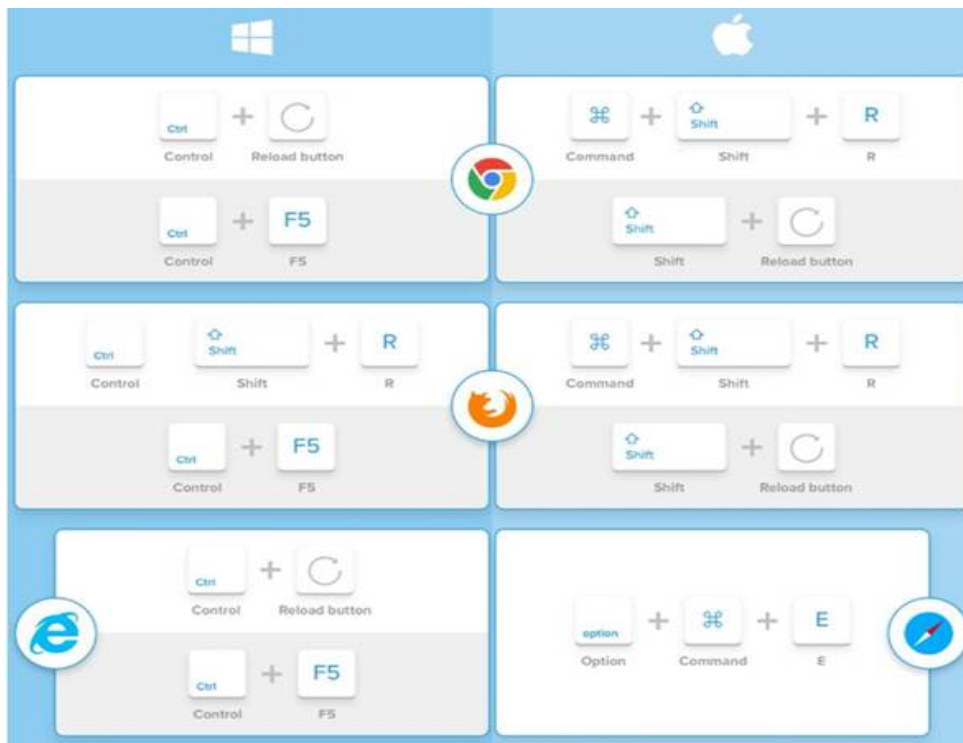 Ctrl + Reload button
Control Reload button
Ctrl + F5
Control F5
⌘ + Shift + R
Command Shift R
Shift +
Shift Reload button
Ctrl Shift + R
Control Shift R
Ctrl + F5
Control F5
⌘ + Shift + R
Command Shift R
Shift +
Shift Reload button
Ctrl +
Control Reload button
Ctrl + F5
Control F5
option + ⌘ + E
Option Command E